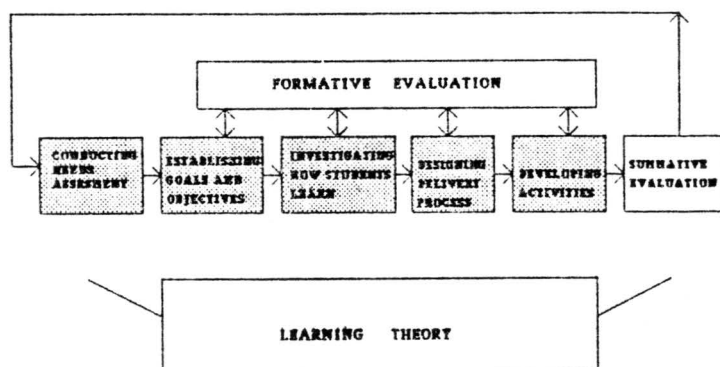 FORMATIVE EVALUATION
CONDUCTING
NEEDS
ASSESMENT
ESTABLISHING
GOALS AND
OBJECTIVES
INVESTIGATING
HOW STUDENTS
LEARN
DESIGNING
DELIVERY
PROCESS
DEVELOPING
ACTIVITIES
SUMMATIVE
EVALUATION
LEARNING THEORY